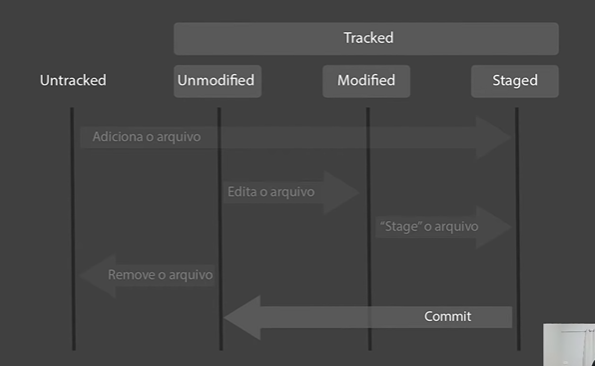 Tracked
Untracked
Unmodified
Modified
Staged
Adiciona o arquivo
Edita o arquivo
“Stage” o arquivo
Remove o arquivo
Commit